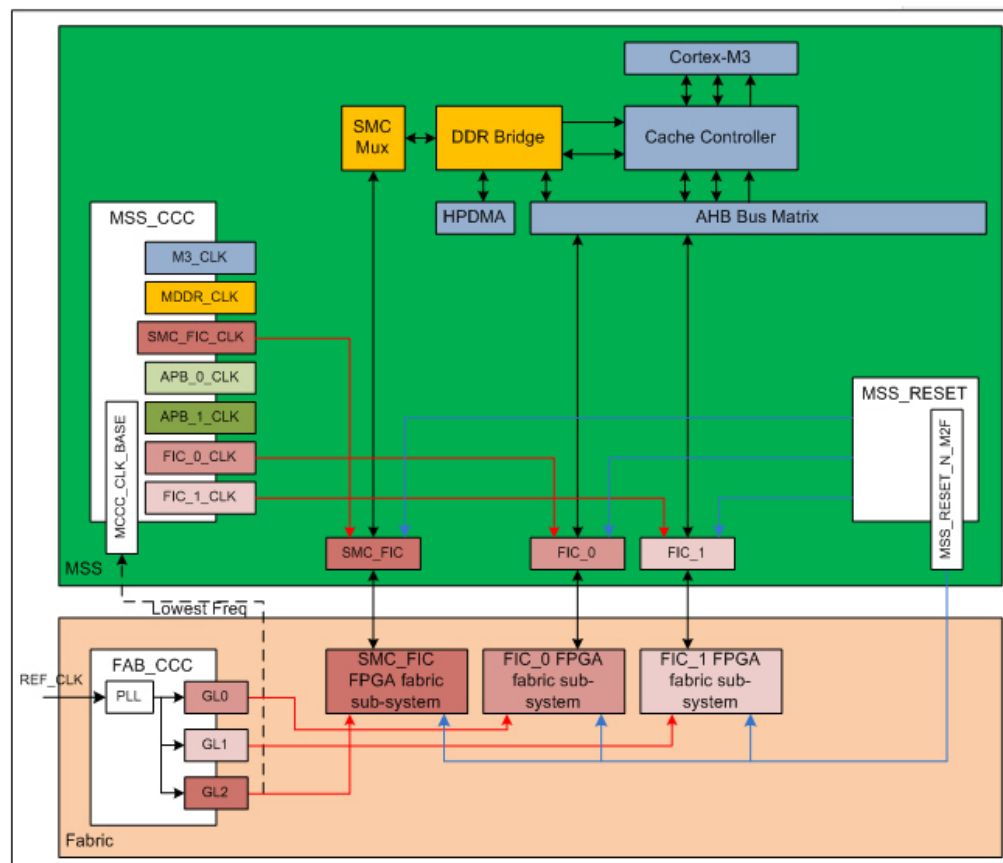 Cortex-M3
SMC
Mux
DDR Bridge
Cache Controller
HPDMA
AHB Bus Matrix
MSS_CCC
M3_CLK
MDDR_CLK
SMC_FIC_CLK
APB_0_CLK
APB_1_CLK
FIC_0_CLK
FIC_1_CLK
MCCC_CLK_BASE
MSS_RESET
MSS_RESET_N_M2F
SMC_FIC
FIC_0
FIC_1
MSS
Lowest Freq
FAB_CCC
REF_CLK
PLL
GL0
GL1
GL2
SMC_FIC
FPGA fabric
sub-system
FIC_0 FPGA
fabric sub-
system
FIC_1 FPGA
fabric sub-
system
Fabric